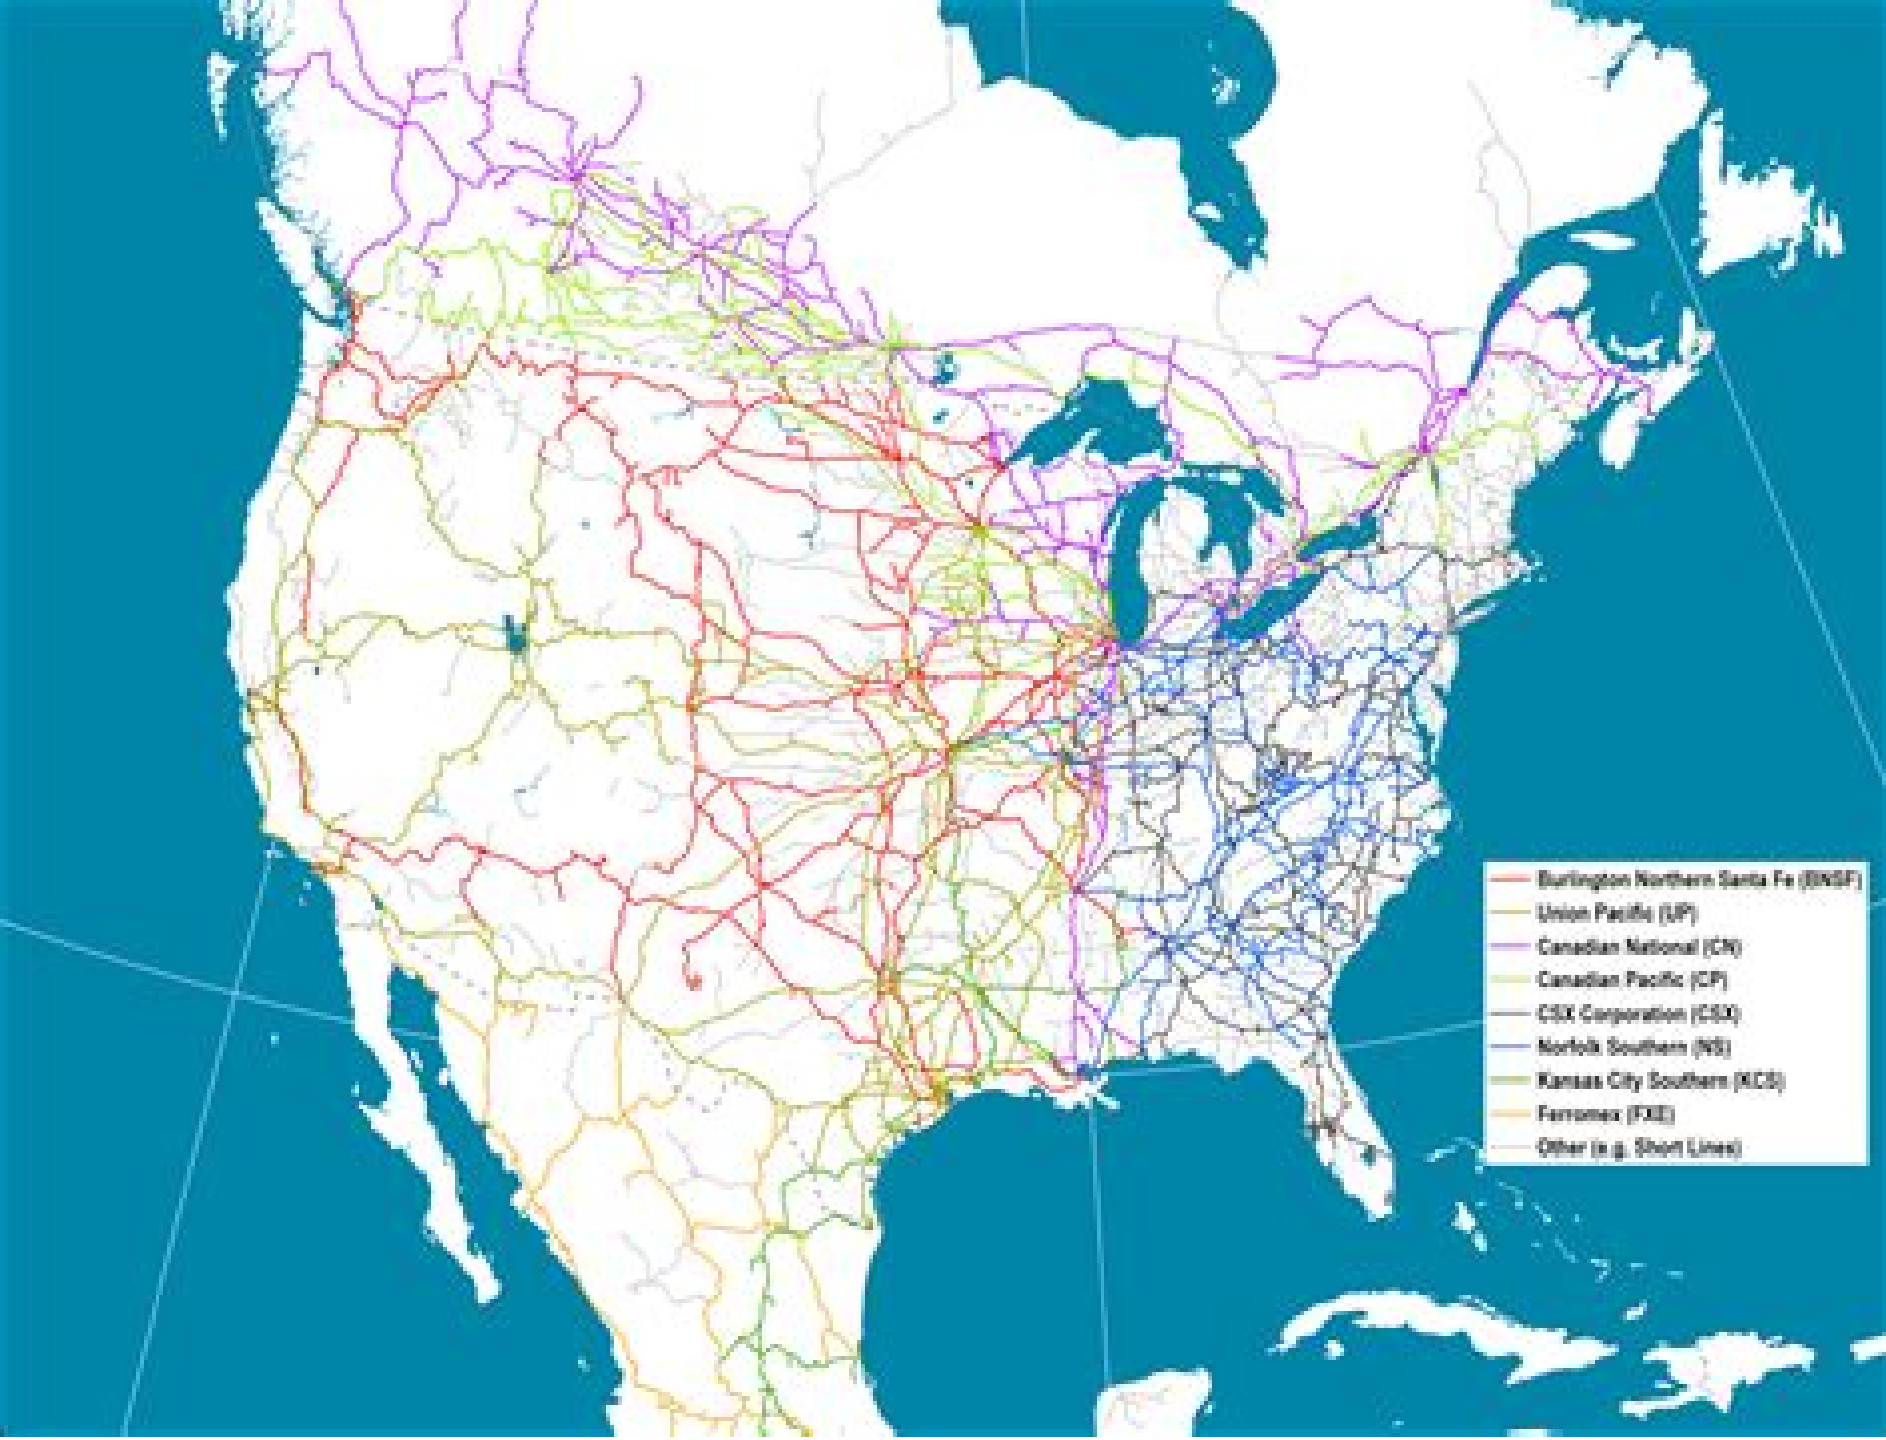 Burlington Northern Santa Fe (BNSF)
Union Pacific (UP)
Canadian National (CN)
Canadian Pacific (CP)
CSX Corporation (CSX)
Norfolk Southern (NS)
Kansas City Southern (KCS)
Ferromex (FXE)
Other (e.g. Short Lines)